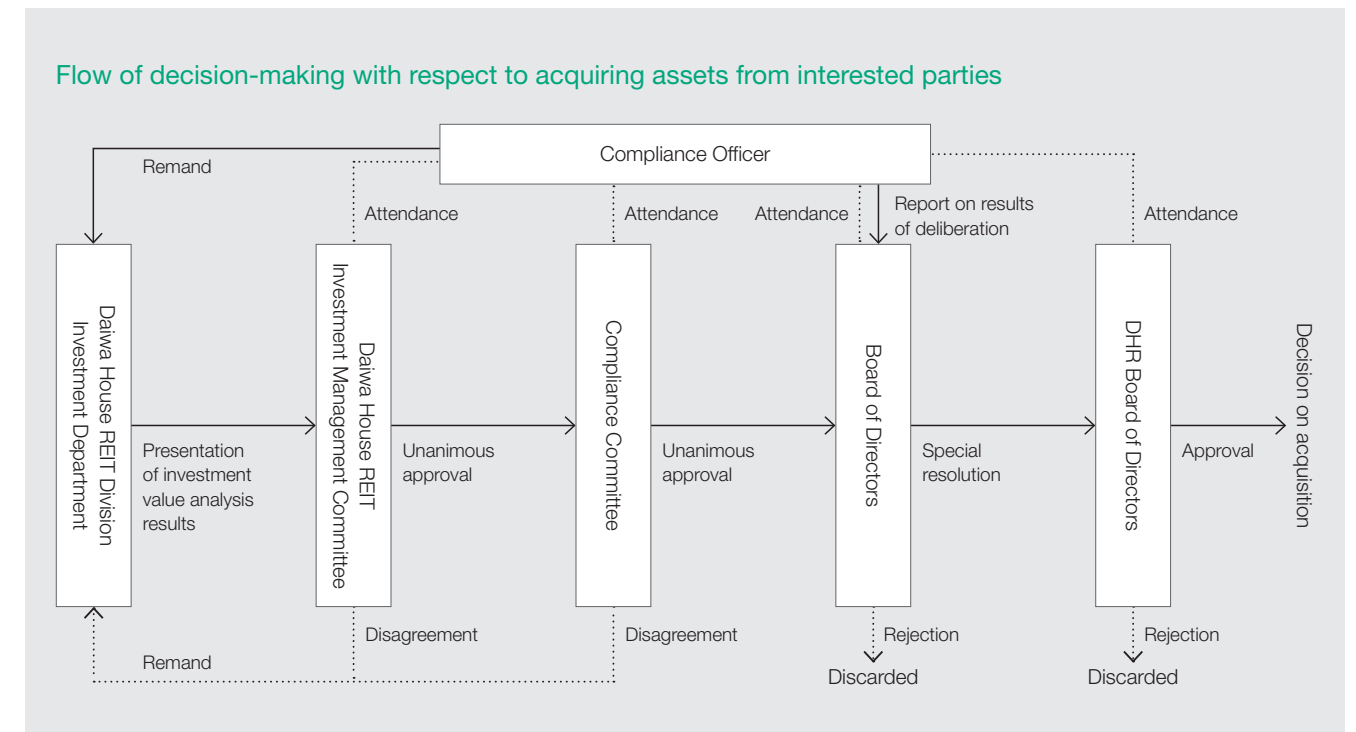 Flow of decision-making with respect to acquiring assets from interested parties
Compliance Officer
Remand
Attendance
Attendance
Attendance
Report on results
of deliberation
Attendance
Daiwa House REIT Division
Investment Department
Presentation
of investment
value analysis
results
Daiwa House REIT
Investment Management Committee
Unanimous
approval
Compliance Committee
Unanimous
approval
Board of Directors
Special
resolution
DHR Board of Directors
Approval
Decision on acquisition
Remand
Disagreement
Disagreement
Rejection
Discarded
Rejection
Discarded